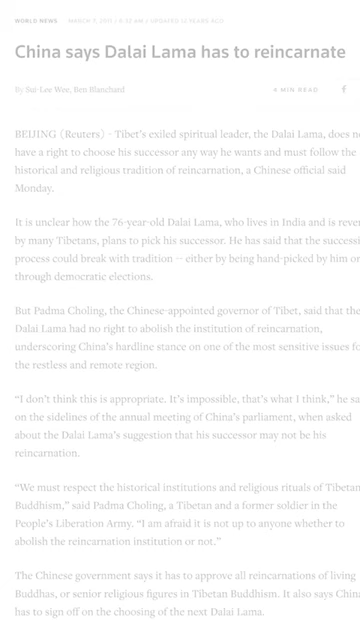 WORLD NEWS MARCH 7, 2011 / 6:32 AM / UPDATED 12 YEARS AGO
China says Dalai Lama has to reincarnate
By Sui-Lee Wee, Ben Blanchard 4 MIN READ
BEIJING (Reuters) - Tibet’s exiled spiritual leader, the Dalai Lama, does
have a right to choose his successor any way he wants and must follow the
historical and religious tradition of reincarnation, a Chinese official said
Monday.
It is unclear how the 76-year-old Dalai Lama, who lives in India and is
by many Tibetans, plans to pick his successor. He has said that the
process could break with tradition -- either by being hand-picked by him or
through democratic elections.
But Padma Choling, the Chinese-appointed governor of Tibet, said that the
Dalai Lama had no right to abolish the institution of reincarnation,
underscoring China’s hardline stance on one of the most sensitive issues
the restless and remote region.
“I don’t think this is appropriate. It’s impossible, that’s what I think,” he
on the sidelines of the annual meeting of China’s parliament, when asked
about the Dalai Lama’s suggestion that his successor may not be his
reincarnation.
“We must respect the historical institutions and religious rituals of Tibetan
Buddhism,” said Padma Choling, a Tibetan and a former soldier in the
People’s Liberation Army. “I am afraid it is not up to anyone whether to
abolish the reincarnation institution or not.”
The Chinese government says it has to approve all reincarnations of living
Buddhas, or senior religious figures in Tibetan Buddhism. It also says China
has to sign off on the choosing of the next Dalai Lama.